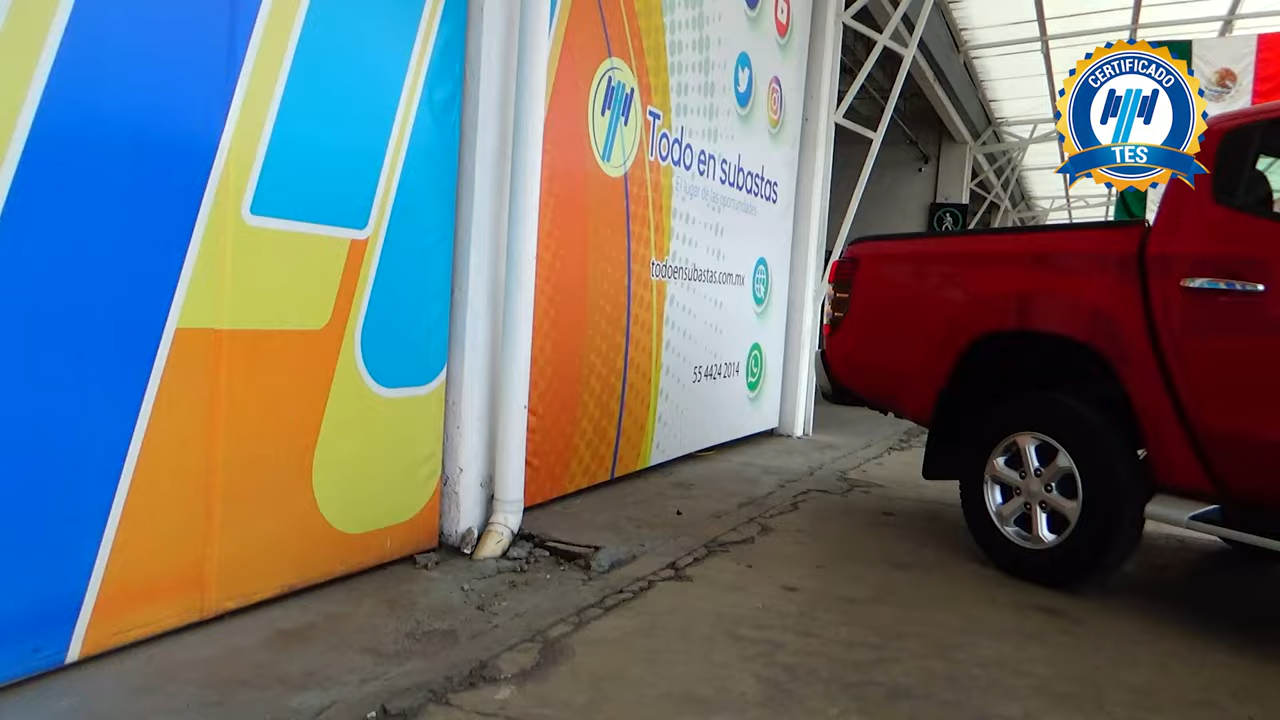 CERTIFICADO
TES
Todo en subastas
El lugar de las oportunidades
todoensubastas.com.mx
55 4424 2014